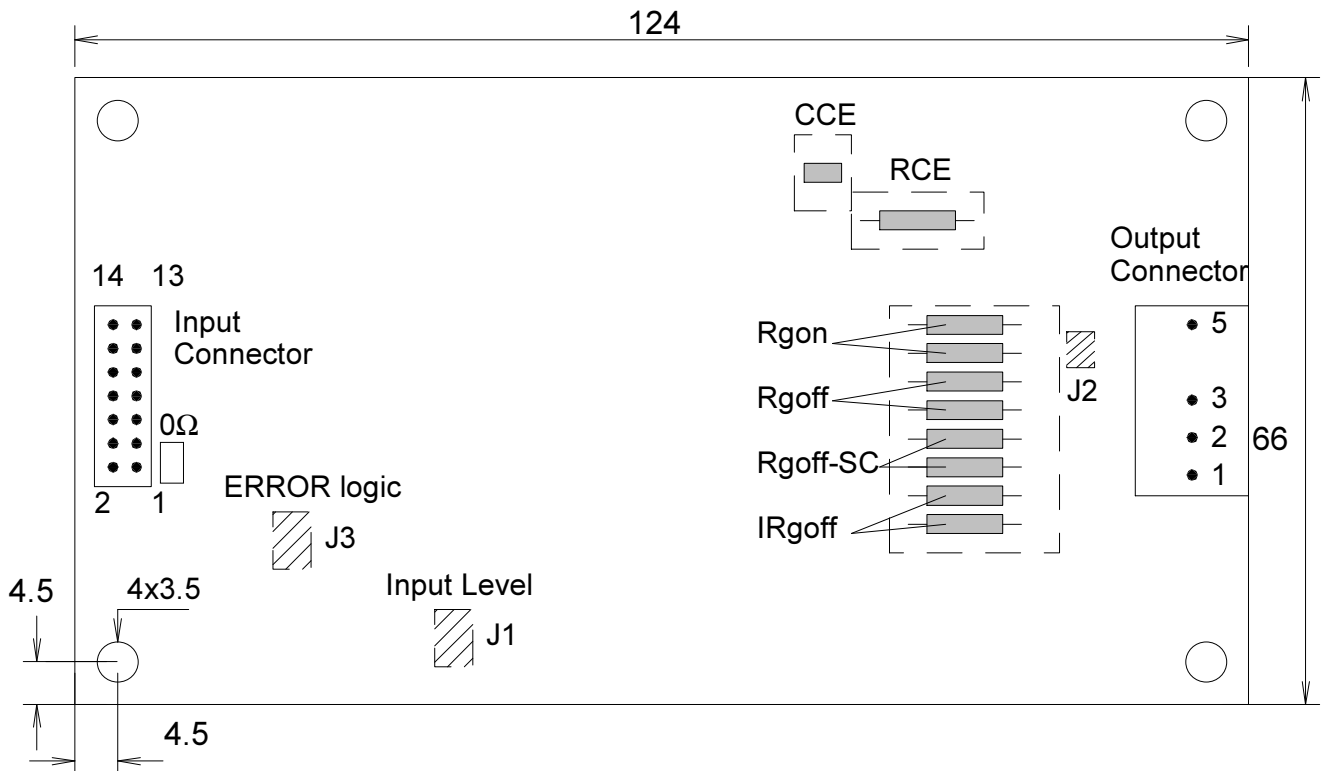 124
CCE
RCE
Output
Connector
14 13
Input
Connector
5
Rgon
J2
Rgoff
3
0Ω
2
66
Rgoff-SC
1
2 1
ERROR logic
IRgoff
J3
4.5
4x3.5
Input Level
J1
4.5